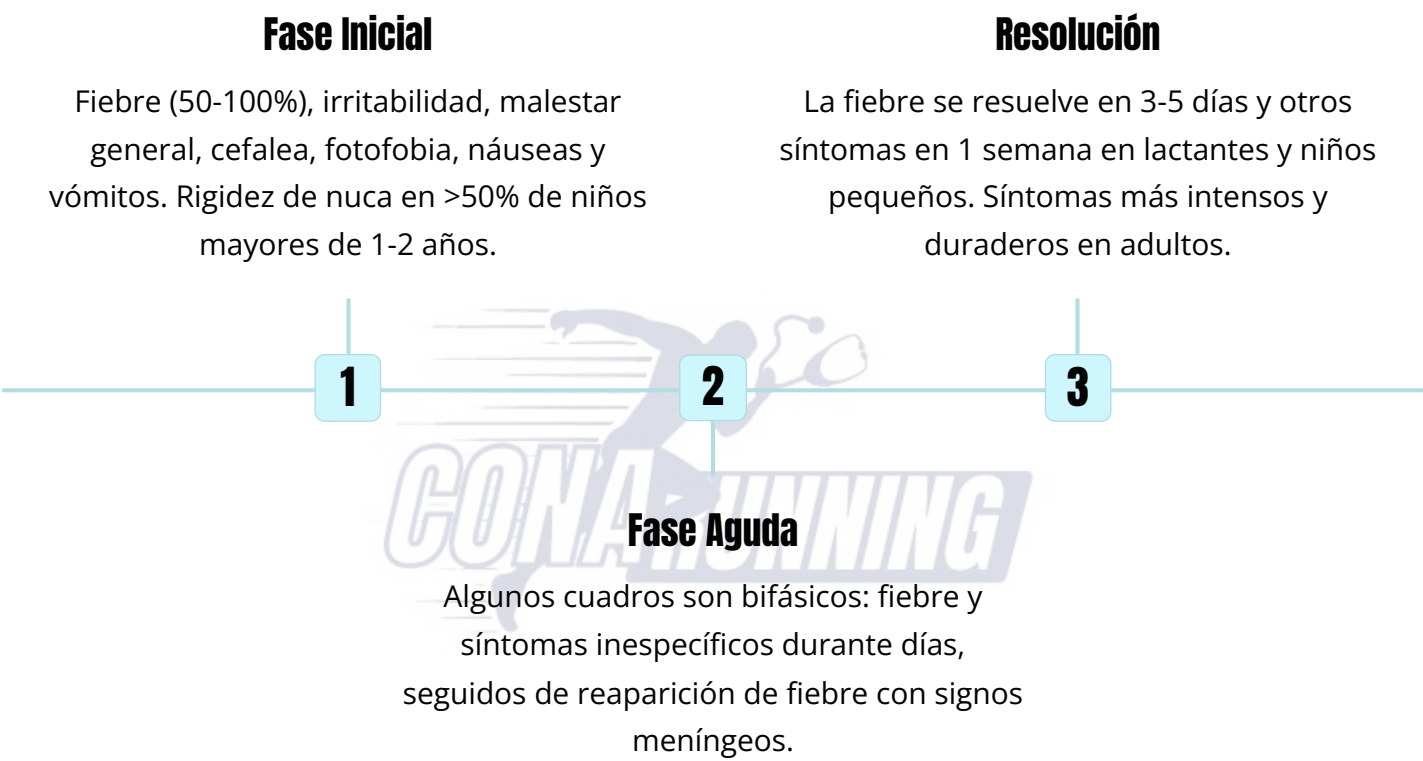 Fase Inicial
Fiebre (50-100%), irritabilidad, malestar
general, cefalea, fotofobia, náuseas y
vómitos. Rigidez de nuca en >50% de niños
mayores de 1-2 años.
Resolución
La fiebre se resuelve en 3-5 días y otros
síntomas en 1 semana en lactantes y niños
pequeños. Síntomas más intensos y
duraderos en adultos.
1
2
3
CONARUNNING
Fase Aguda
Algunos cuadros son bifásicos: fiebre y
síntomas inespecíficos durante días,
seguidos de reaparición de fiebre con signos
meníngeos.